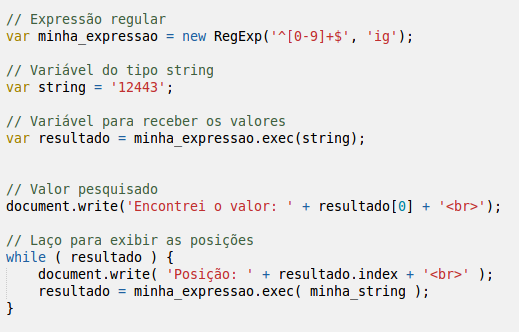 // Expressão regular
var minha_expressao = new RegExp('^[0-9]+$', 'ig');
// Variável do tipo string
var string = '12443';
// Variável para receber os valores
var resultado = minha_expressao.exec(string);
// Valor pesquisado
document.write('Encontrei o valor: ' + resultado[0] + '<br>');
// Laço para exibir as posições
while ( resultado ) {
    document.write( 'Posição: ' + resultado.index + '<br>' );
    resultado = minha_expressao.exec( minha_string );
}